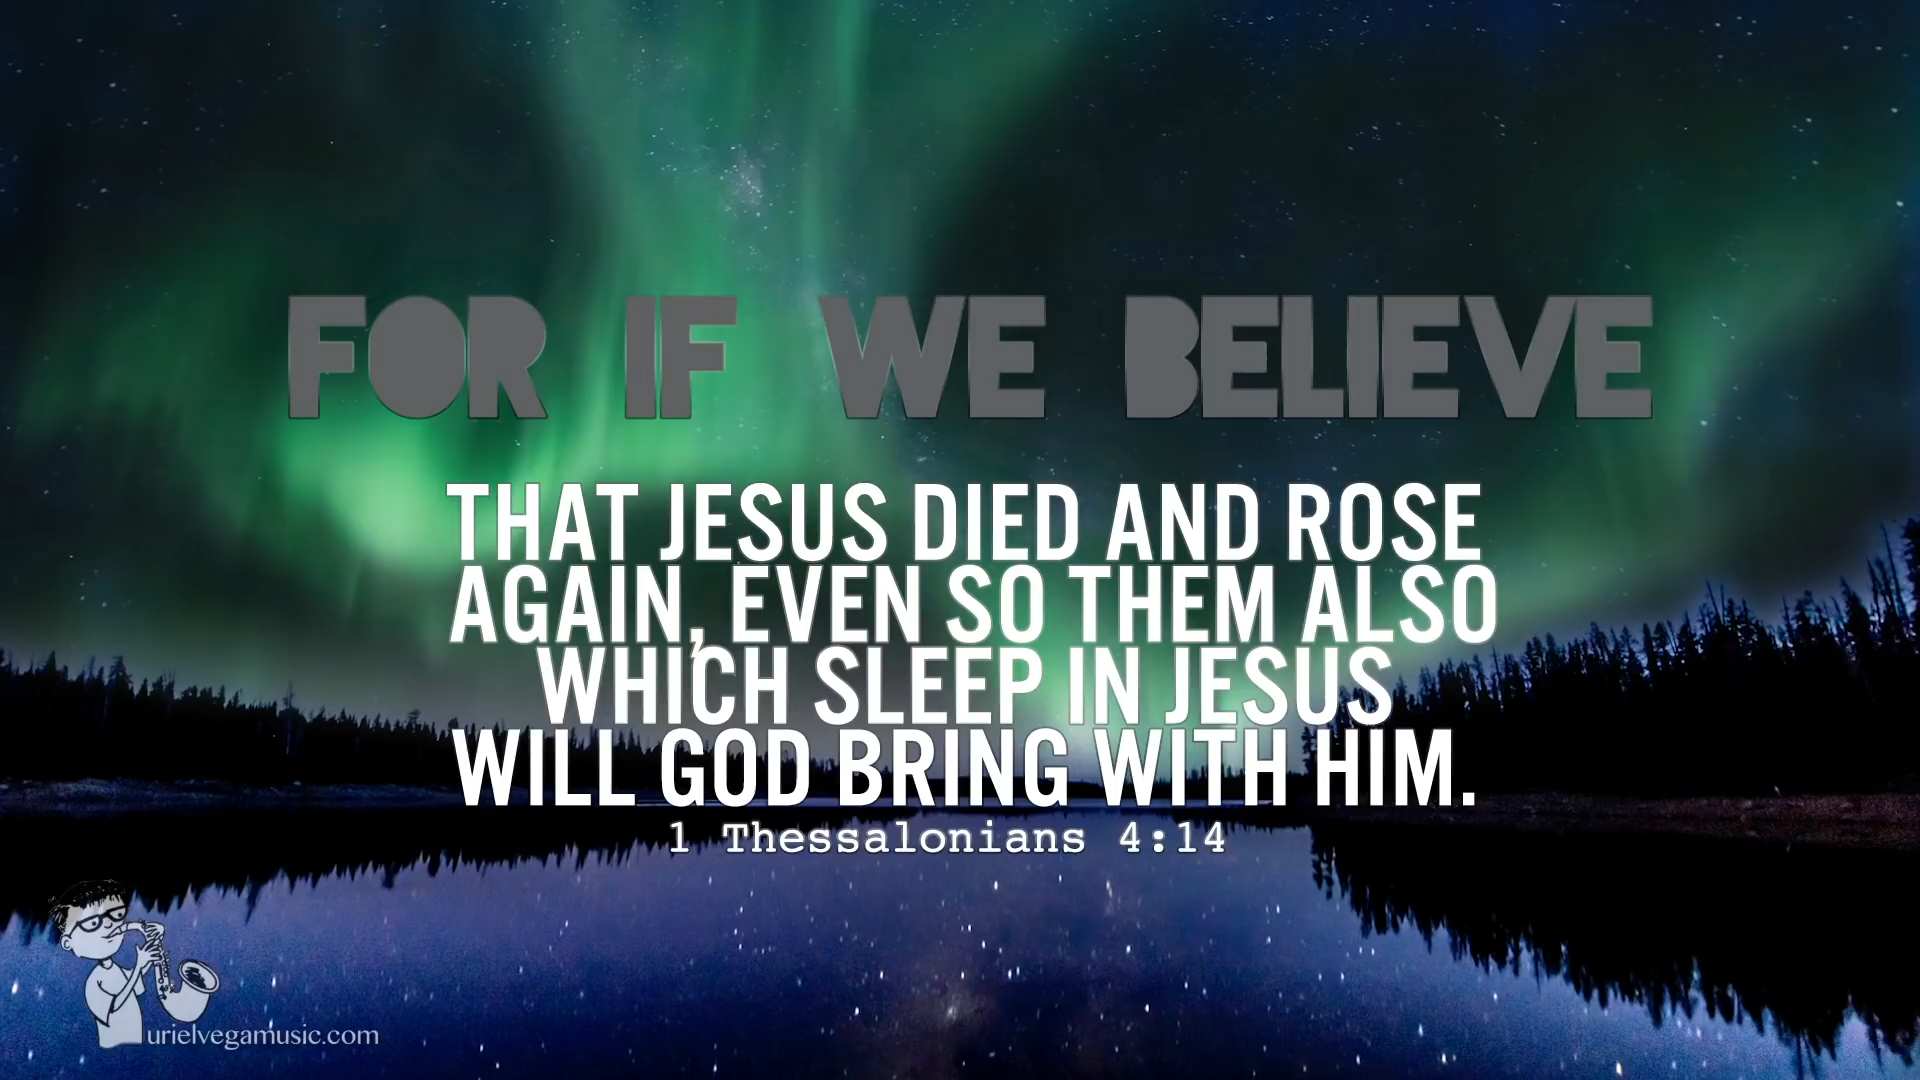 FOR IF WE BELIEVE
THAT JESUS DIED AND ROSE
AGAIN, EVEN SO THEM ALSO
WHICH SLEEP IN JESUS
WILL GOD BRING WITH HIM.
1 Thessalonians 4:14
urielvegamusic.com